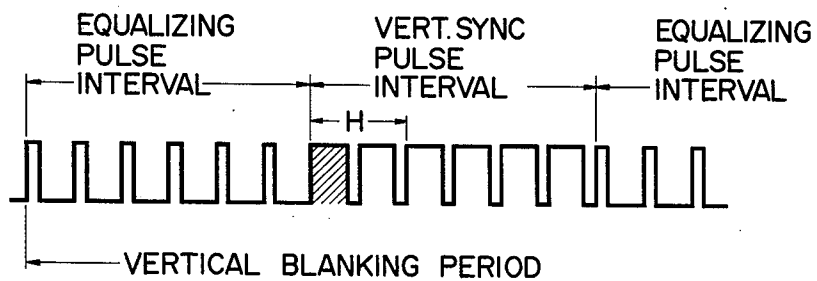 EQUALIZING
PULSE
INTERVAL
VERT. SYNC
PULSE
INTERVAL
EQUALIZING
PULSE
INTERVAL
H
VERTICAL BLANKING PERIOD